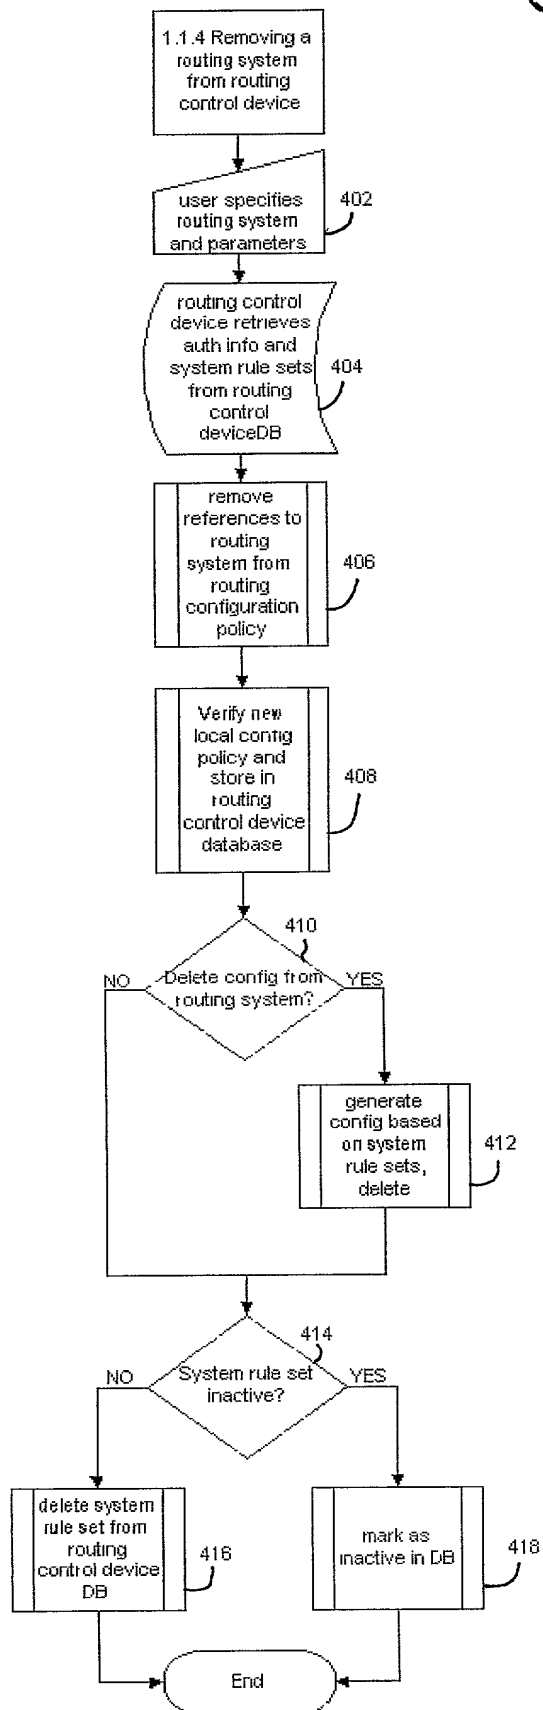 1.1.4 Removing a
routing system
from routing
control device
user specifies
routing system
and parameters
402
routing control
device retrieves
auth info and
system rule sets
from routing
control
deviceDB
404
remove
references to
routing
system from
routing
configuration
policy
406
Verify new
local config
policy and
store in
routing
control device
database
408
410
Delete config from
routing system?
NO
YES
generate
config based
on system
rule sets,
delete
412
414
System rule set
inactive?
NO
YES
delete system
rule set from
routing
control device
DB
416
mark as
inactive in DB
418
End